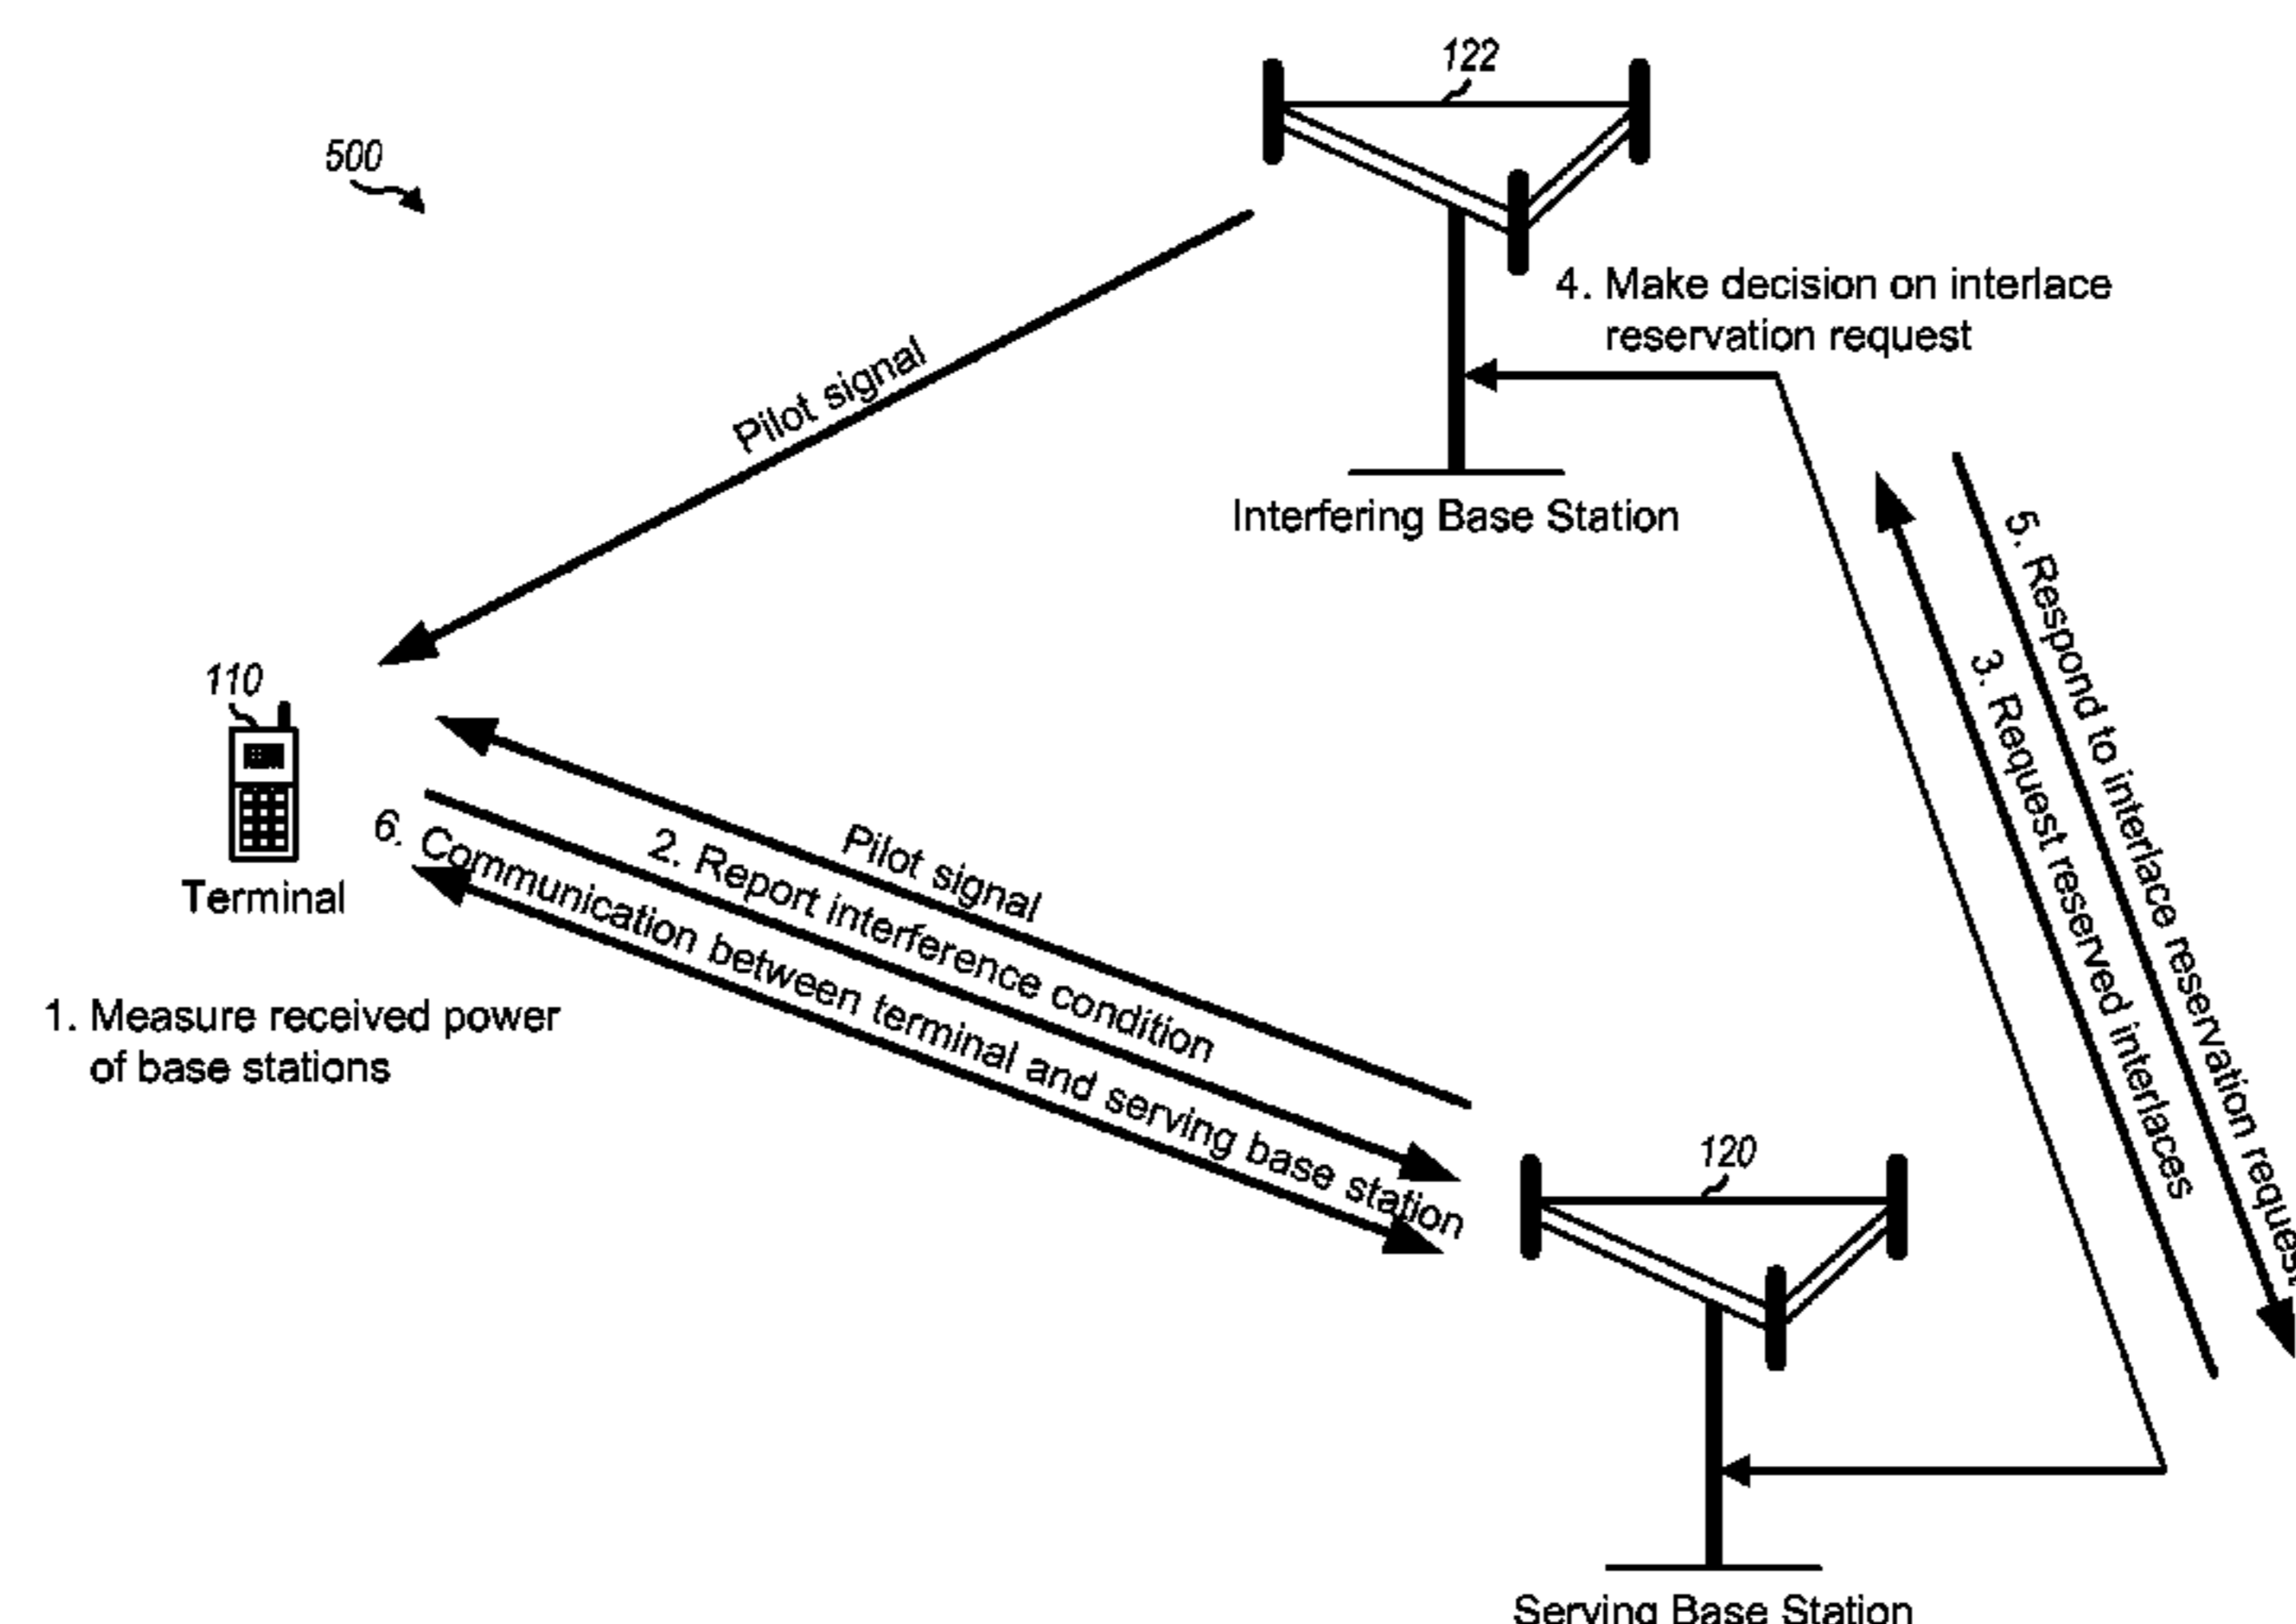 122
500
4. Make decision on interlace
reservation request
Pilot signal
Interfering Base Station
5. Respond to interlace reservation request
3. Request reserved interlaces
110
Terminal
Pilot signal
2. Report interference condition
6. Communication between terminal and serving base station
1. Measure received power
of base stations
120
Serving Base Station